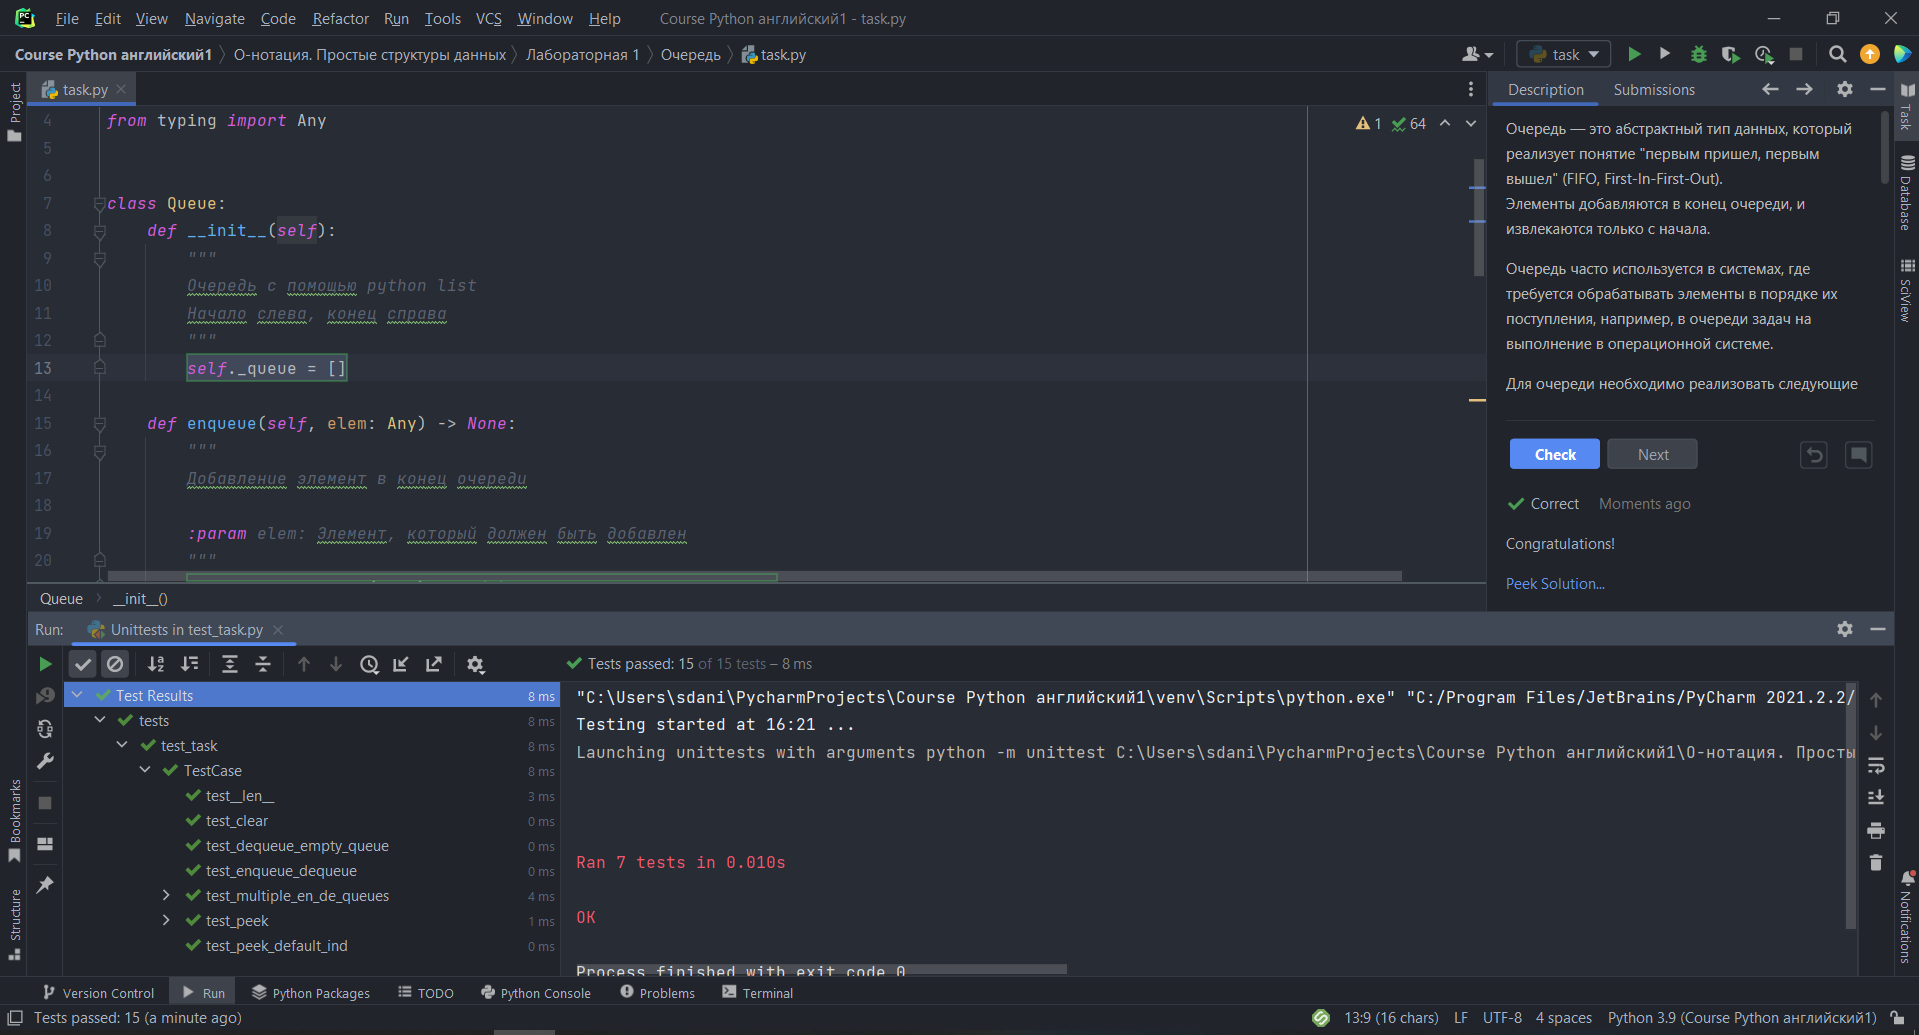 File Edit View Navigate Code Refactor Run Tools VCS Window Help Course Python английский1 - task.py
Course Python английский1 О-нотация. Простые структуры данных Лабораторная 1 Очередь task.py task
Project
task.py
4 from typing import Any
5
6
7 class Queue:
8 def __init__(self):
9 """
10 Очередь с помощью python list
11 Начало слева, конец справа
12 """
13 self._queue = []
14
15 def enqueue(self, elem: Any) -> None:
16 """
17 Добавление элемент в конец очереди
18
19 :param elem: Элемент, который должен быть добавлен
20 """
1 64
Queue __init__()
Description Submissions
Очередь — это абстрактный тип данных, который
реализует понятие "первым пришел, первым
вышел" (FIFO, First-In-First-Out).
Элементы добавляются в конец очереди, и
извлекаются только с начала.
Очередь часто используется в системах, где
требуется обрабатывать элементы в порядке их
поступления, например, в очереди задач на
выполнение в операционной системе.
Для очереди необходимо реализовать следующие
Check Next
Correct Moments ago
Congratulations!
Peek Solution...
Task
Database
SciView
Notifications
Run: Unittests in test_task.py
Tests passed: 15 of 15 tests – 8 ms
Test Results 8 ms
tests 8 ms
test_task 8 ms
TestCase 8 ms
test__len__ 3 ms
test_clear 0 ms
test_dequeue_empty_queue 0 ms
test_enqueue_dequeue 0 ms
test_multiple_en_de_queues 4 ms
test_peek 1 ms
test_peek_default_ind 0 ms
"C:\Users\sdani\PycharmProjects\Course Python английский1\venv\Scripts\python.exe" "C:/Program Files/JetBrains/PyCharm 2021.2.2/
Testing started at 16:21 ...
Launching unittests with arguments python -m unittest C:\Users\sdani\PycharmProjects\Course Python английский1\О-нотация. Просты
Ran 7 tests in 0.010s
OK
Process finished with exit code 0
Bookmarks
Structure
Version Control Run Python Packages TODO Python Console Problems Terminal
Tests passed: 15 (a minute ago) 13:9 (16 chars) LF UTF-8 4 spaces Python 3.9 (Course Python английский1)